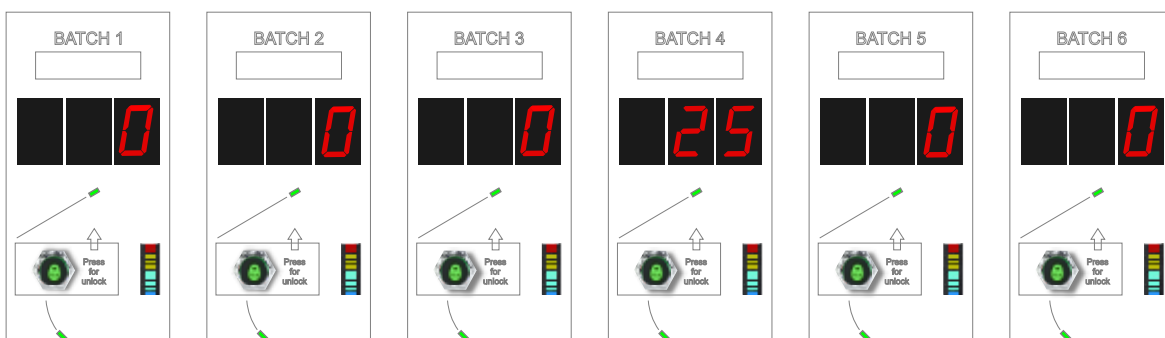 BATCH 1
BATCH 2
BATCH 3
BATCH 4
BATCH 5
BATCH 6
0
0
0
25
0
0
Press
for
unlock
Press
for
unlock
Press
for
unlock
Press
for
unlock
Press
for
unlock
Press
for
unlock